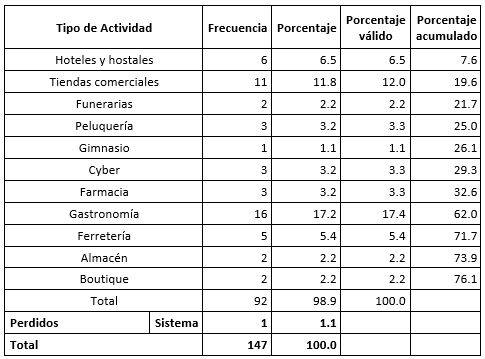 Tipo de Actividad Frecuencia Porcentaje Porcentaje válido Porcentaje acumulado
Hoteles y hostales 6 6.5 6.5 7.6
Tiendas comerciales 11 11.8 12.0 19.6
Funerarias 2 2.2 2.2 21.7
Peluquería 3 3.2 3.3 25.0
Gimnasio 1 1.1 1.1 26.1
Cyber 3 3.2 3.3 29.3
Farmacia 3 3.2 3.3 32.6
Gastronomía 16 17.2 17.4 62.0
Ferretería 5 5.4 5.4 71.7
Almacén 2 2.2 2.2 73.9
Boutique 2 2.2 2.2 76.1
Total 92 98.9 100.0
Perdidos Sistema 1 1.1
Total 147 100.0